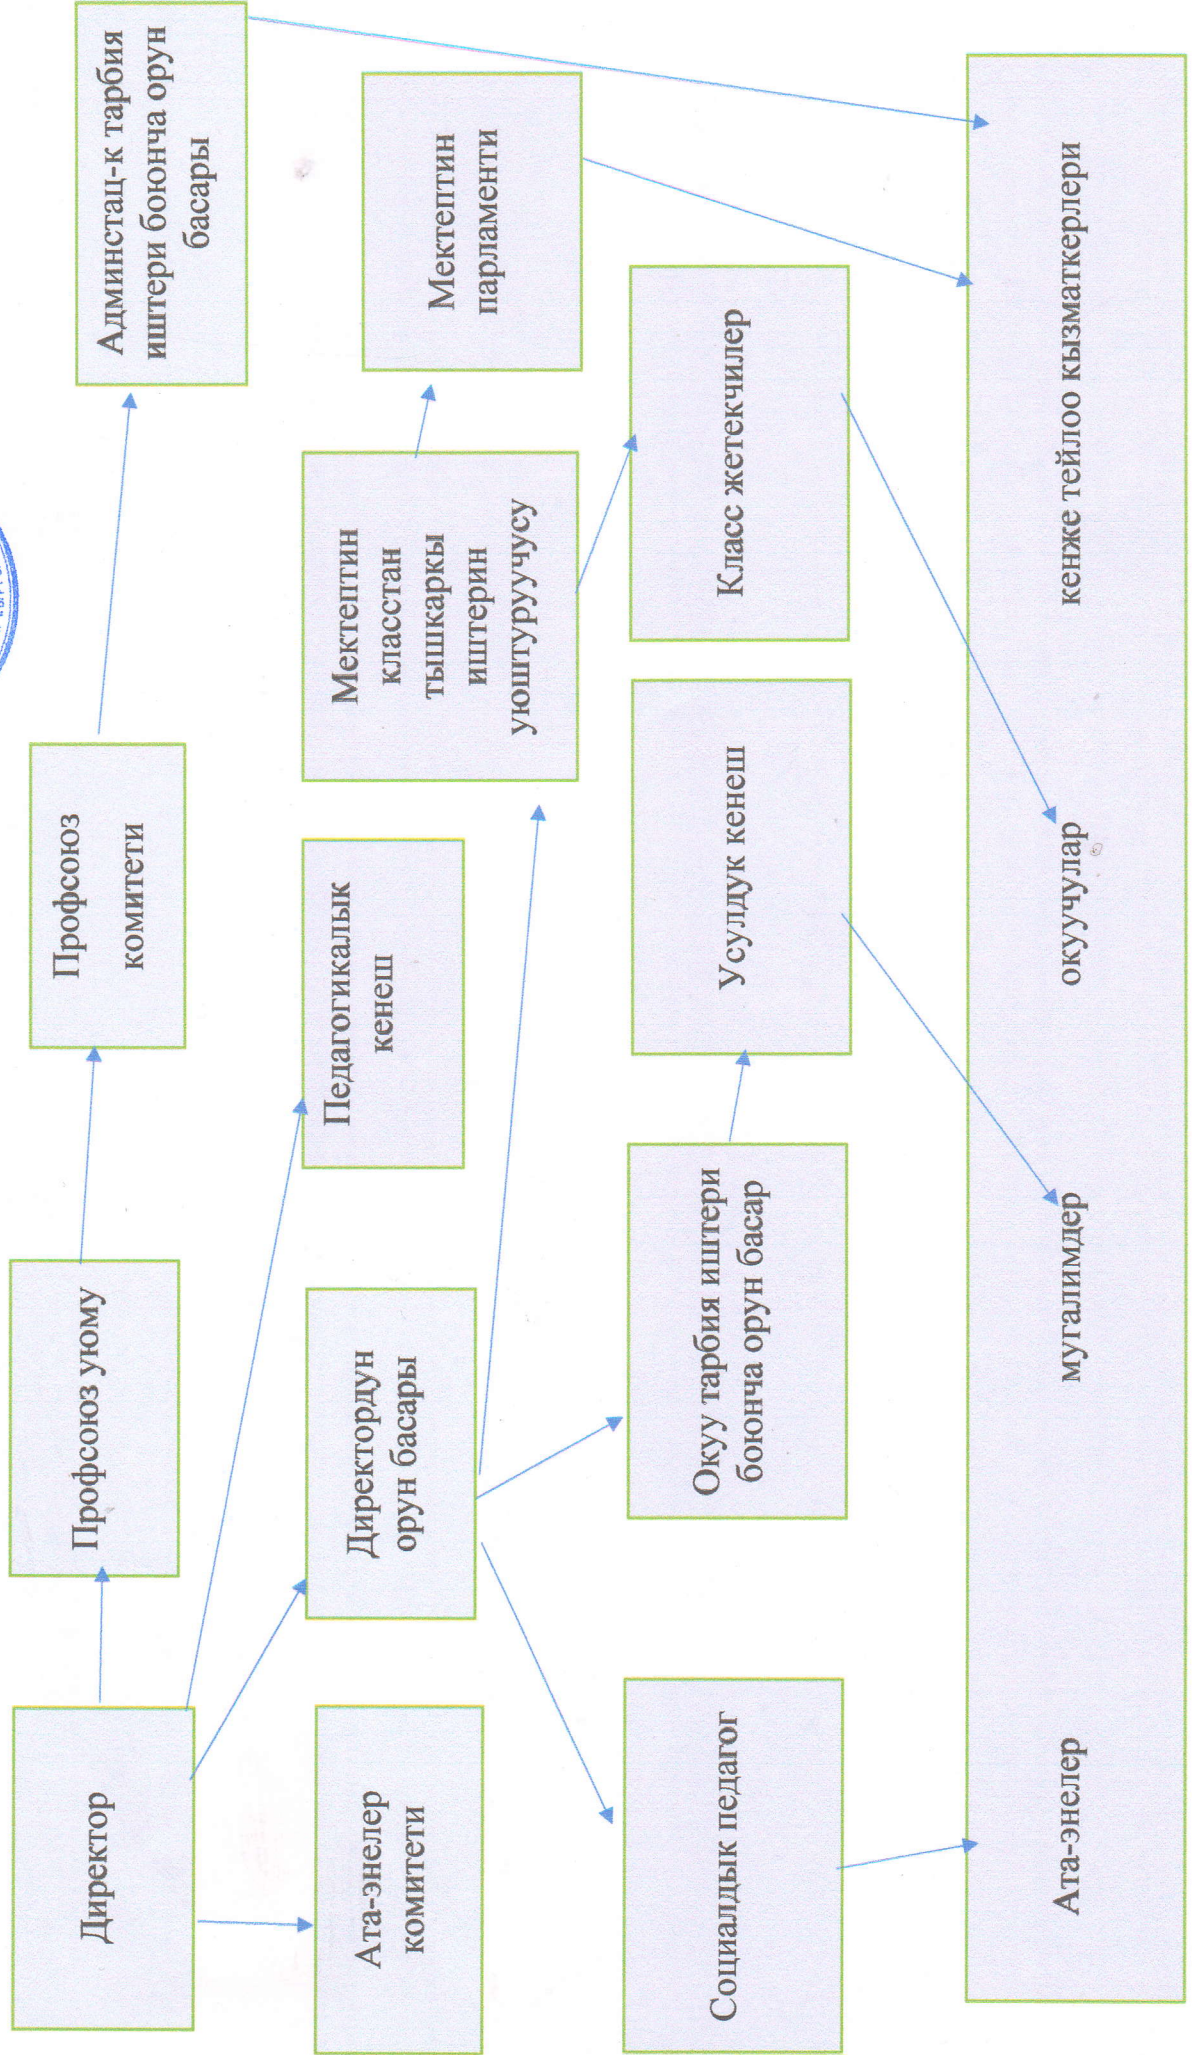 Директор
Профсоюз уюму
Профсоюз
комитети
Админстац-к тарбия
иштери боюнча орун
басары
Ата-энелер
комитети
Директордун
орун басары
Педагогикалык
кенеш
Мектептин
класстан
тышкаркы
иштерин
уюштуруучусу
Мектептин
парламенти
Социалдык педагог
Окуу тарбия иштери
боюнча орун басар
Усулдук кенеш
Класс жетекчилер
Ата-энелер
мугалимдер
окуучулар
кенже тейлоо кызматкерлери